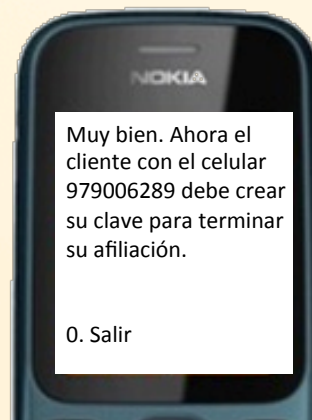 NOKIA
Muy bien. Ahora el
cliente con el celular
979006289 debe crear
su clave para terminar
su afiliación.
0. Salir